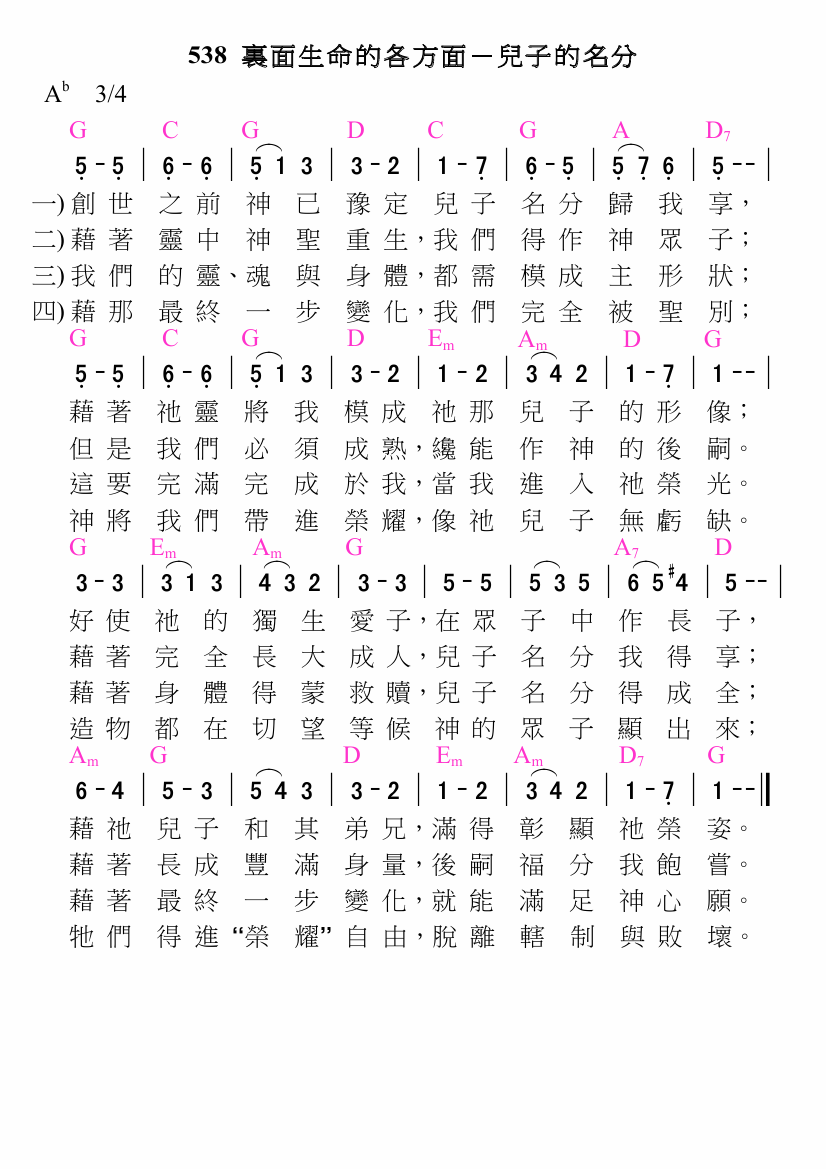 538 裏面生命的各方面－兒子的名分
A♭ 3/4
G C G D C G A D7
5̣ - 5̣ | 6̣ - 6̣ | 5̣ 1 3 | 3 - 2 | 1 - 7̣ | 6̣ - 5̣ | 5̣ 7̣ 6̣ | 5̣ - - |
一) 創世之前神已豫定兒子名分歸我享，
二) 藉著靈中神聖重生，我們得作神眾子；
三) 我們的靈、魂與身體，都需模成主形狀；
四) 藉那最終一步變化，我們完全被聖別；
G C G D Em Am D G
5̣ - 5̣ | 6̣ - 6̣ | 5̣ 1 3 | 3 - 2 | 1 - 2 | 3 4 2 | 1 - 7̣ | 1 - - |
藉著祂靈將我模成祂那兒子的形像；
但是我們必須成熟，纔能作神的後嗣。
這要完滿完成於我，當我進入祂榮光。
神將我們帶進榮耀，像祂兒子無虧缺。
G Em Am G A7 D
3 - 3 | 3 1 3 | 4 3 2 | 3 - 3 | 5 - 5 | 5 3 5 | 6 5 #4 | 5 - - |
好使祂的獨生愛子，在眾子中作長子，
藉著完全長大成人，兒子名分我得享；
藉著身體得蒙救贖，兒子名分得成全；
造物都在切望等候神的眾子顯出來；
Am G D Em Am D7 G
6 - 4 | 5 - 3 | 5 4 3 | 3 - 2 | 1 - 2 | 3 4 2 | 1 - 7̣ | 1 - - ‖
藉祂兒子和其弟兄，滿得彰顯祂榮姿。
藉著長成豐滿身量，後嗣福分我飽嘗。
藉著最終一步變化，就能滿足神心願。
牠們得進“榮耀”自由，脫離轄制與敗壞。